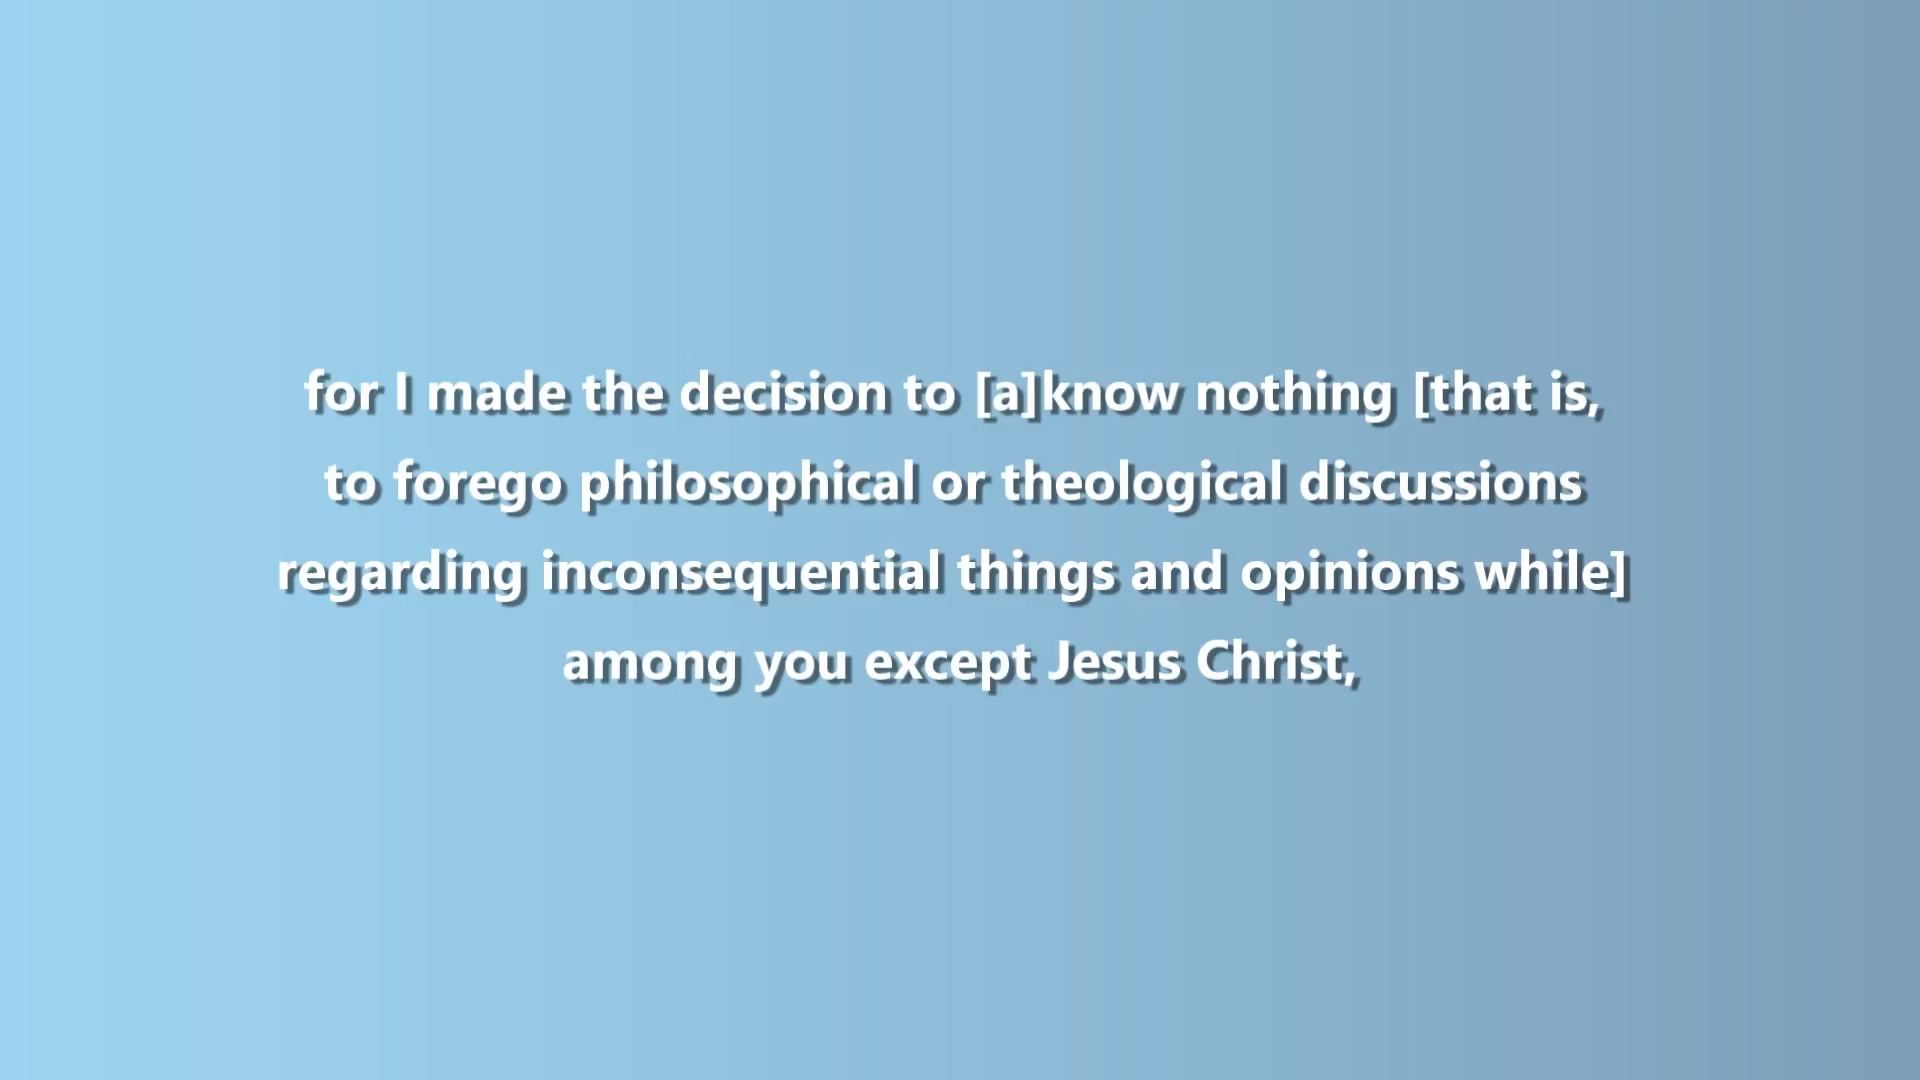 for I made the decision to [a]know nothing [that is,
to forego philosophical or theological discussions
regarding inconsequential things and opinions while]
among you except Jesus Christ,